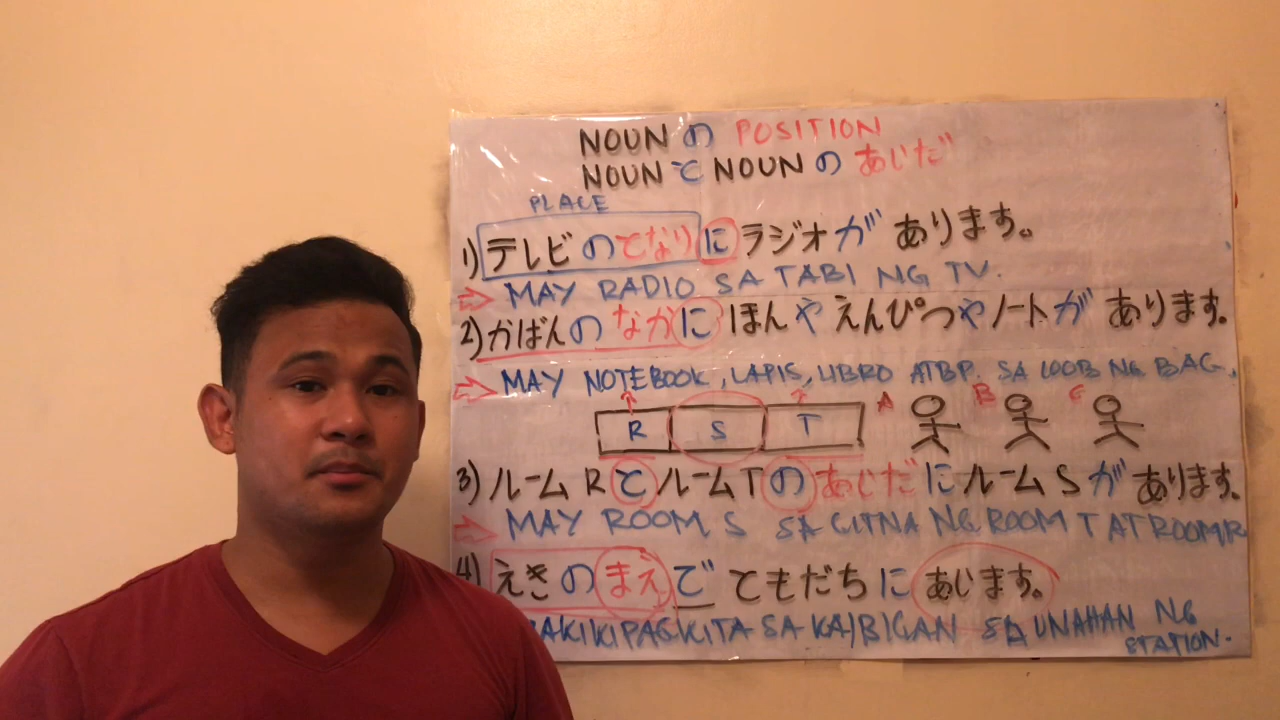 NOUN の POSITION
NOUN と NOUN の あいだ
PLACE
1) テレビ の となり に ラジオ が あります。
MAY RADIO SA TABI NG TV.
2) かばん の なか に ほん や えんぴつ や ノート が あります。
MAY NOTEBOOK, LAPIS, LIBRO ATBP. SA LOOB NG BAG.
R S T A B C
3) ルーム R と ルーム T の あいだ に ルーム S が あります。
MAY ROOM S SA GITNA NG ROOM T AT ROOM R
4) えき の まえ で ともだち に あいます。
MAKIKIPAGKITA SA KAIBIGAN SA UNAHAN NG
STATION.